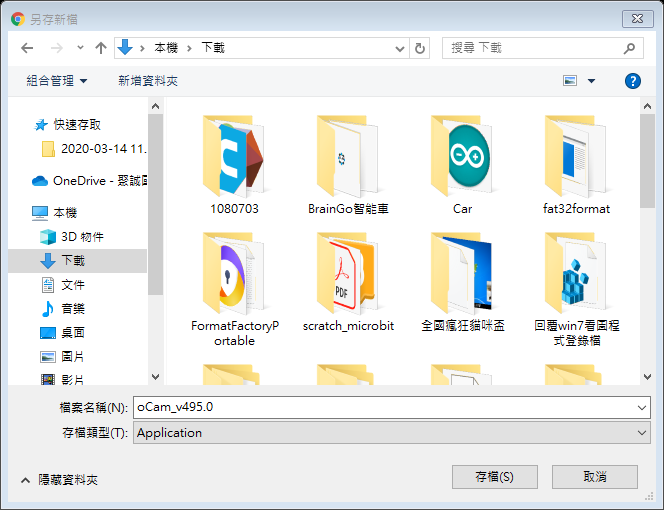 另存新檔
本機 › 下載
搜尋 下載
組合管理
新增資料夾
快速存取
2020-03-14 11.
OneDrive - 聚誠圖
本機
3D 物件
下載
文件
音樂
桌面
圖片
影片
1080703
BrainGo智能車
Car
fat32format
FormatFactoryP
ortable
scratch_microbit
PDF
全國瘋狂貓咪盃
回覆win7看圖程
式登錄檔
檔案名稱(N):
oCam_v495.0
存檔類型(T):
Application
隱藏資料夾
存檔(S)
取消